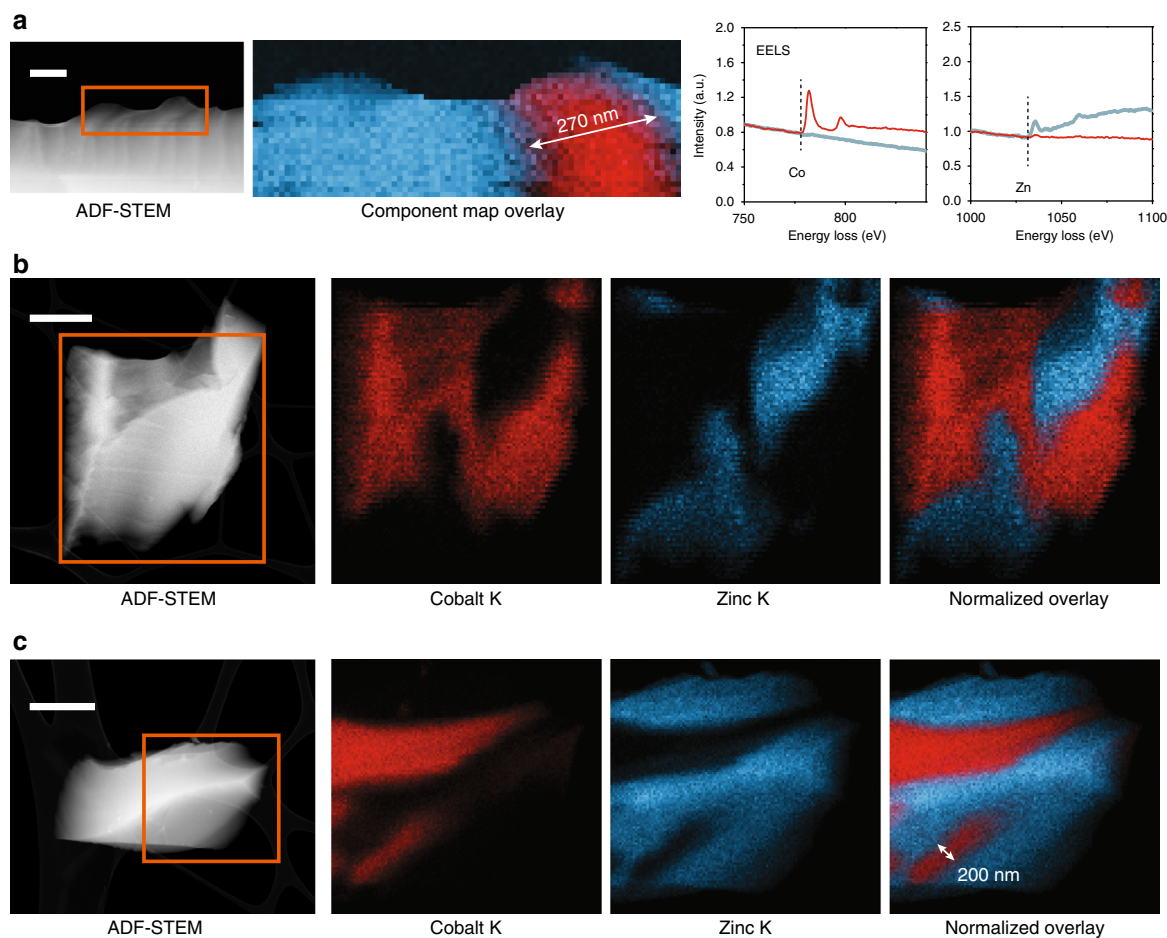 a
ADF-STEM
270 nm
Component map overlay
Intensity (a.u.)
2.0
1.6
1.2
0.8
0.4
0.0
EELS
Co
750
800
Energy loss (eV)
2.5
2.0
1.5
1.0
0.5
0.0
Zn
1000
1050
1100
Energy loss (eV)
b
ADF-STEM
Cobalt K
Zinc K
Normalized overlay
c
200 nm
ADF-STEM
Cobalt K
Zinc K
Normalized overlay